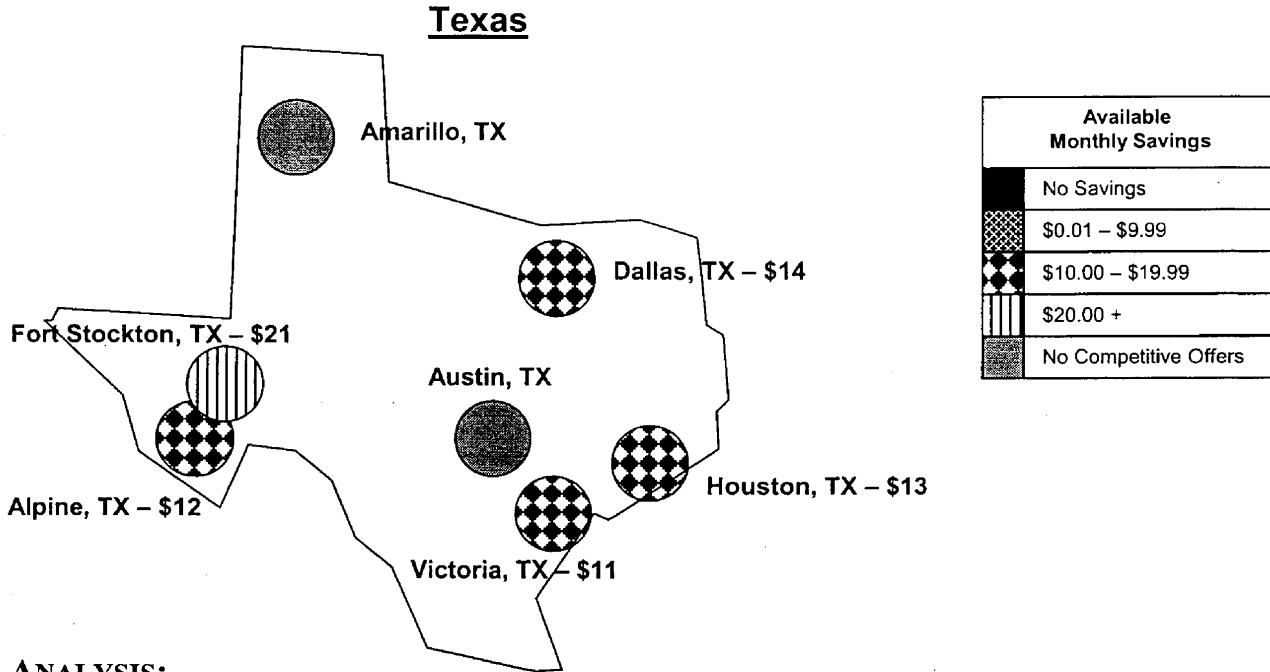 Texas
Amarillo, TX
Dallas, TX – $14
Fort Stockton, TX – $21
Austin, TX
Houston, TX – $13
Alpine, TX – $12
Victoria, TX – $11
Available
Monthly Savings
No Savings
$0.01 – $9.99
$10.00 – $19.99
$20.00 +
No Competitive Offers
ANALYSIS: